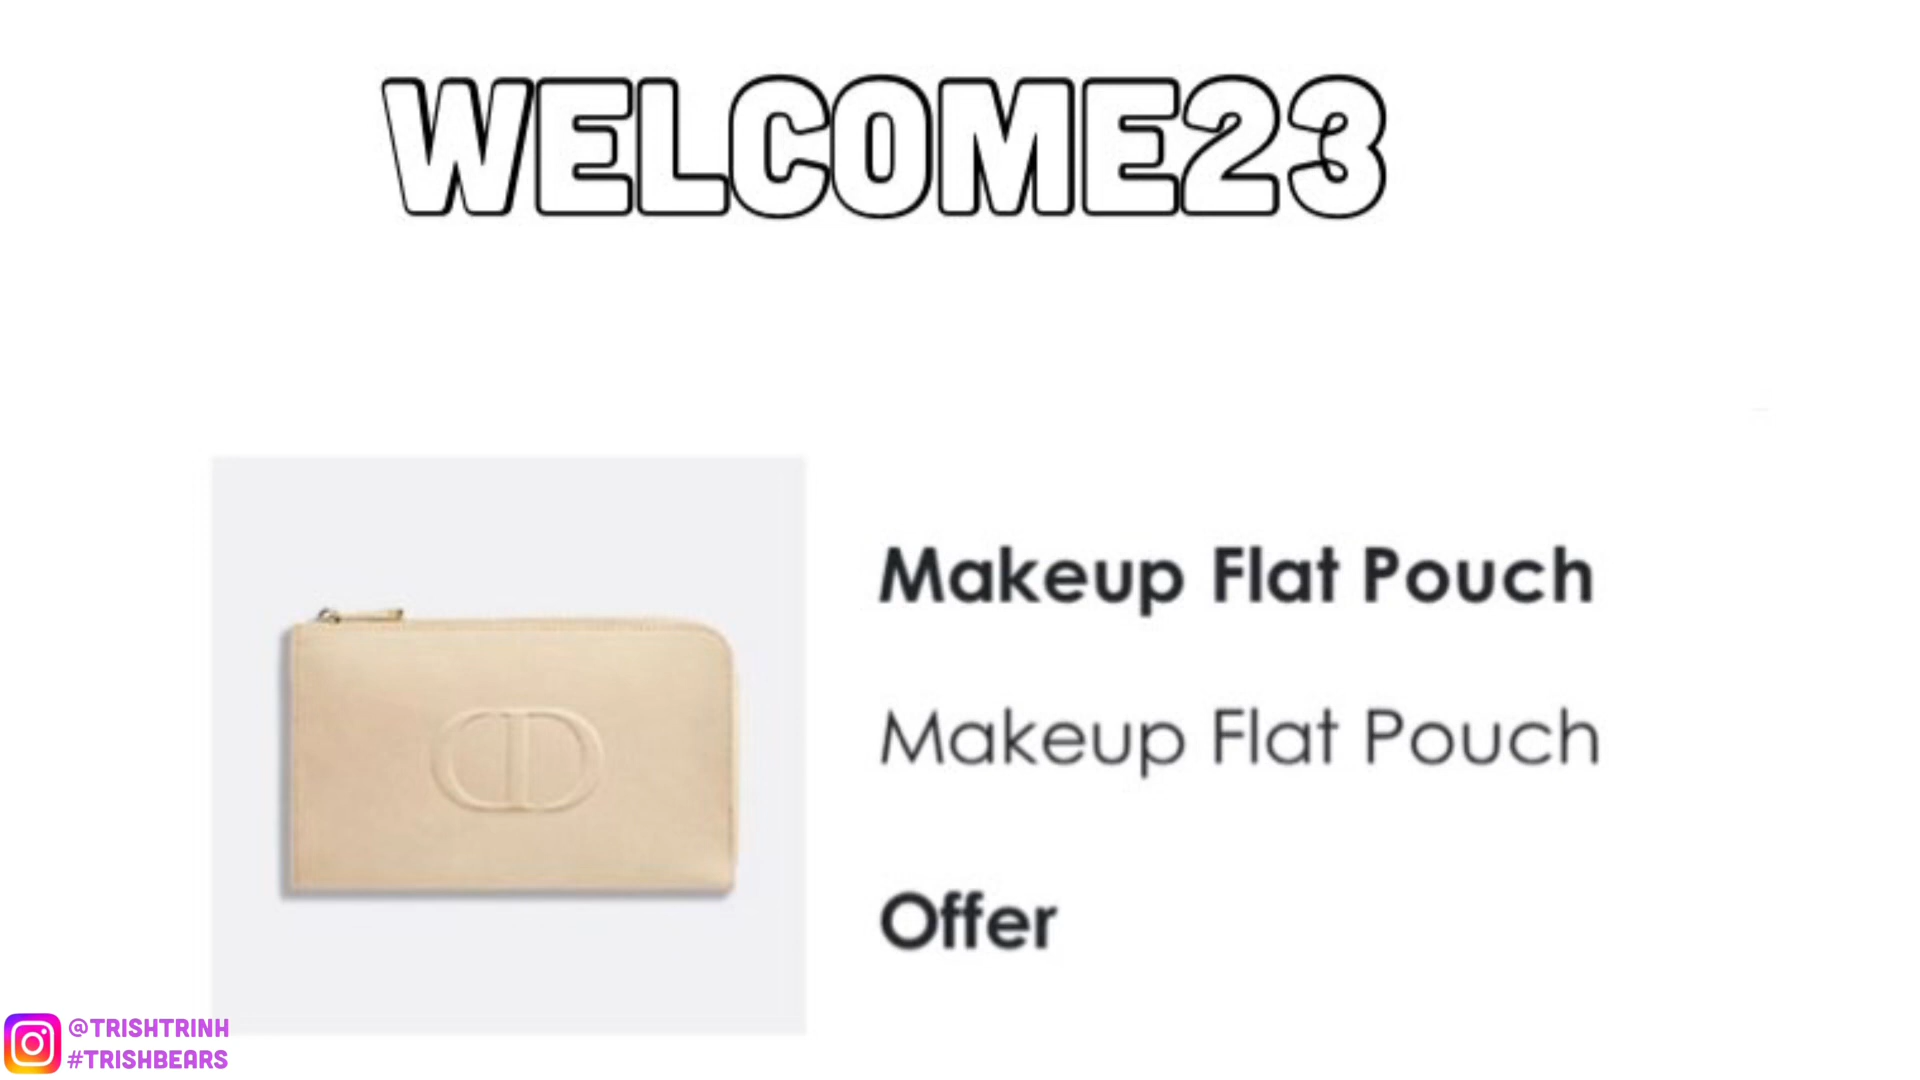 WELCOME23
Makeup Flat Pouch
Makeup Flat Pouch
Offer
@TRISHTRINH
#TRISHBEARS